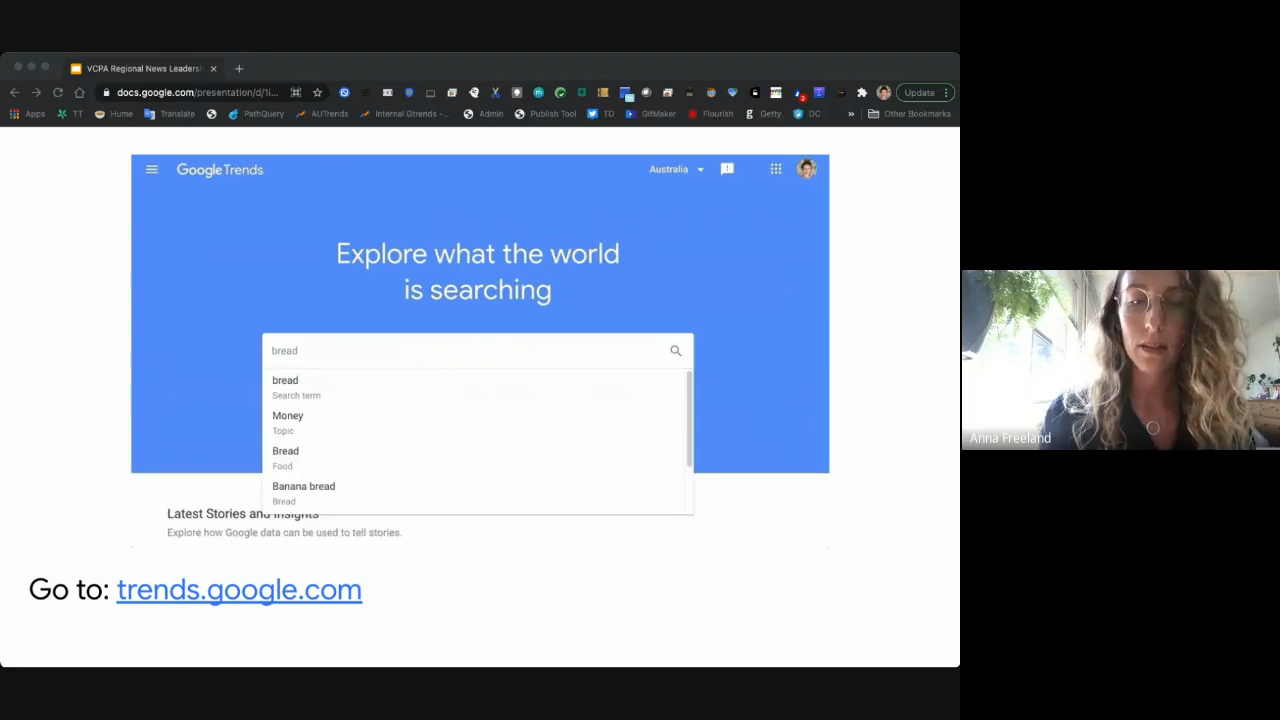 VCPA Regional News Leadersh
docs.google.com/presentation/d/1i...
Update
Apps TT Home Translate PathQuery AUTrends Internal Gtrends -... Admin Publish Tool TD GifMaker Flourish Getty DC » Other Bookmarks
Google Trends
Australia
Explore what the world
is searching
bread
bread
Search term
Money
Topic
Bread
Food
Banana bread
Bread
Latest Stories and Insights
Explore how Google data can be used to tell stories.
Go to: trends.google.com
Anna Freeland